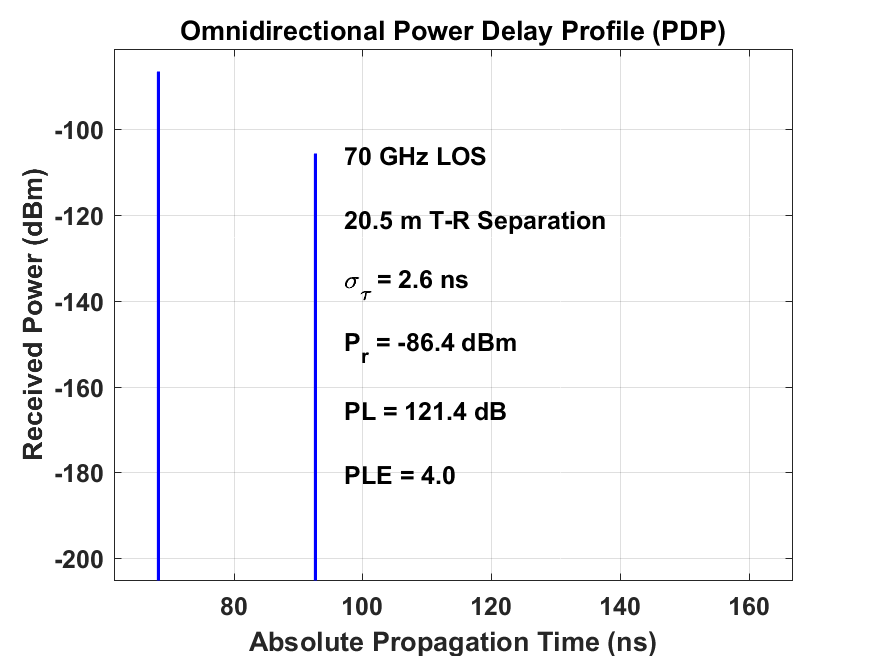 Omnidirectional Power Delay Profile (PDP)
Received Power (dBm)
-100
-120
-140
-160
-180
-200
70 GHz LOS
20.5 m T-R Separation
σ_τ = 2.6 ns
P_r = -86.4 dBm
PL = 121.4 dB
PLE = 4.0
80 100 120 140 160
Absolute Propagation Time (ns)